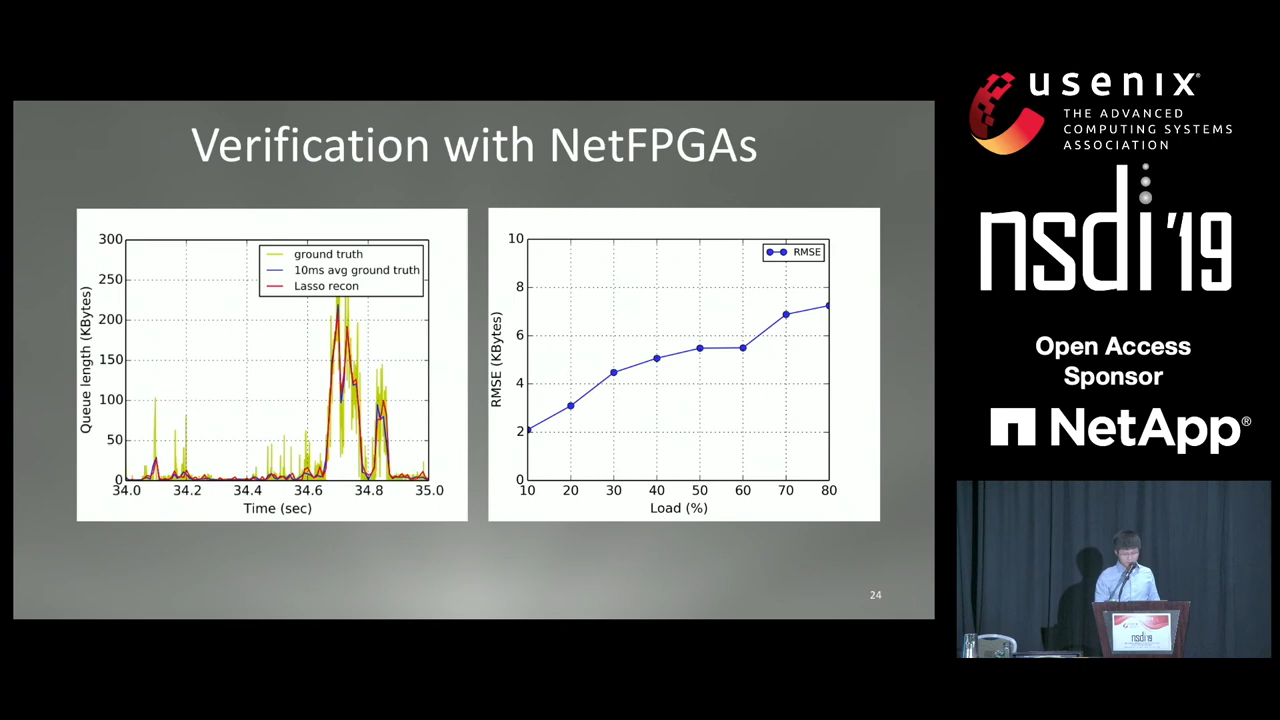 Verification with NetFPGAs
300
250
200
150
100
50
0
34.0 34.2 34.4 34.6 34.8 35.0
Queue length (KBytes)
Time (sec)
ground truth
10ms avg ground truth
Lasso recon
10
8
6
4
2
0
10 20 30 40 50 60 70 80
RMSE (KBytes)
Load (%)
RMSE
24
usenix®
THE ADVANCED
COMPUTING SYSTEMS
ASSOCIATION
nsdi '19
Open Access
Sponsor
NetApp®
nsdi'19